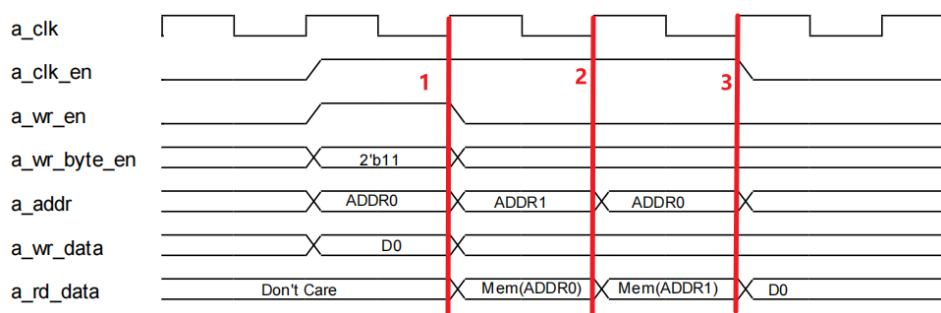 a_clk
a_clk_en 1 2 3
a_wr_en
a_wr_byte_en 2'b11
a_addr ADDR0 ADDR1 ADDR0
a_wr_data D0
a_rd_data Don't Care Mem(ADDR0) Mem(ADDR1) D0